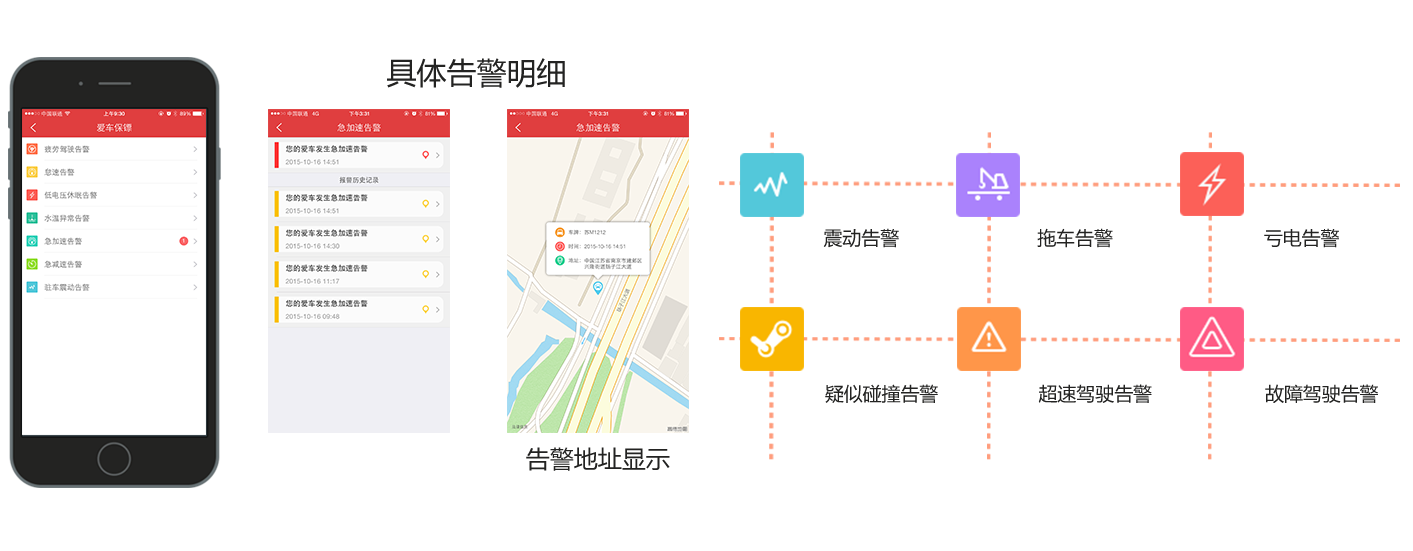 具体告警明细
中国联通 上午9:30 89%
爱车保镖
疲劳驾驶告警
怠速告警
低电压休眠告警
水温异常告警
急加速告警 1
急减速告警
驻车震动告警
中国联通 4G 下午3:31 81%
急加速告警
您的爱车发生急加速告警
2015-10-16 14:51
报警历史记录
您的爱车发生急加速告警
2015-10-16 14:51
您的爱车发生急加速告警
2015-10-16 14:30
您的爱车发生急加速告警
2015-10-16 11:17
您的爱车发生急加速告警
2015-10-16 09:48
中国联通 4G 下午3:31 81%
急加速告警
车牌：苏M1212
时间：2015-10-16 14:51
地址：中国江苏省南京市建邺区
兴隆街道扬子江大道
扬子江大道
高德地图
告警地址显示
震动告警
拖车告警
亏电告警
疑似碰撞告警
超速驾驶告警
故障驾驶告警